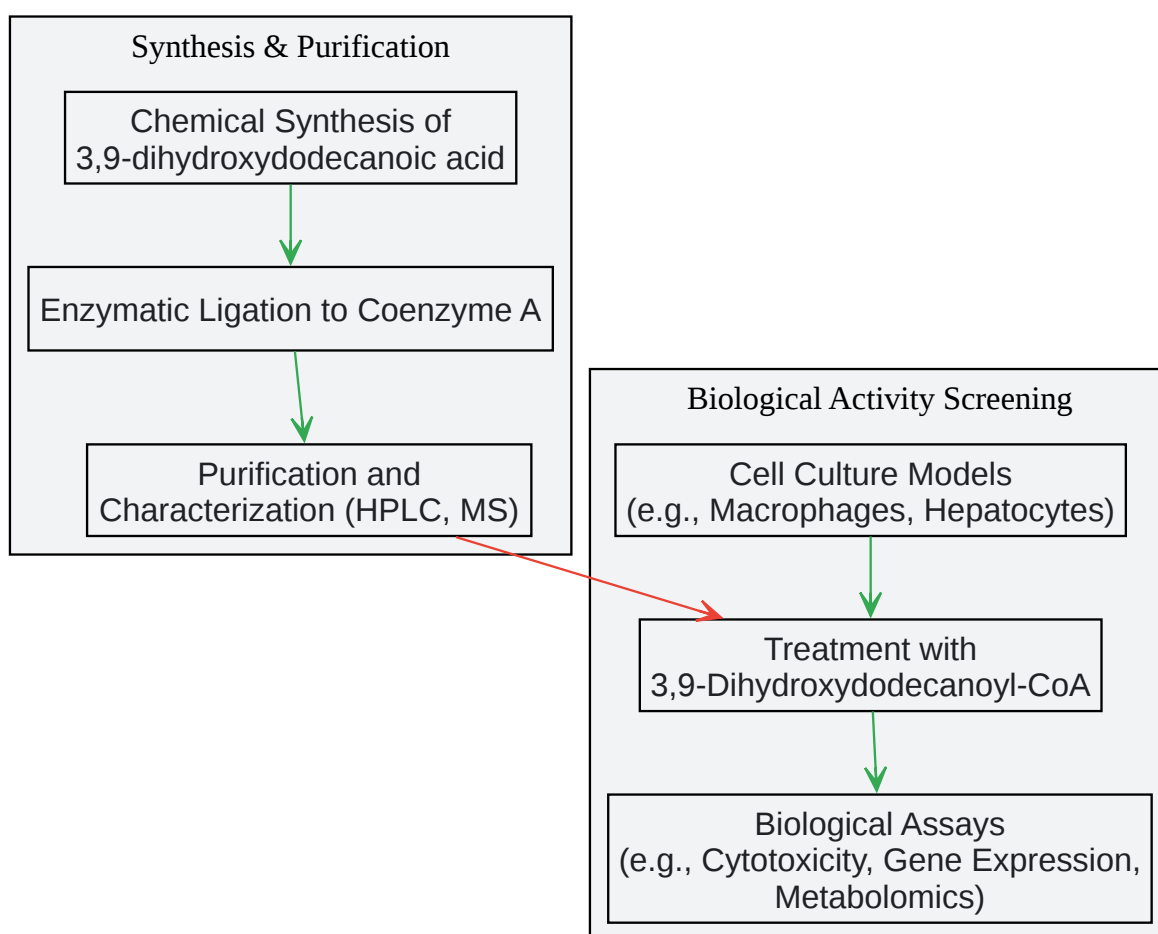 Synthesis & Purification
Chemical Synthesis of
3,9-dihydroxydodecanoic acid
Enzymatic Ligation to Coenzyme A
Purification and
Characterization (HPLC, MS)
Biological Activity Screening
Cell Culture Models
(e.g., Macrophages, Hepatocytes)
Treatment with
3,9-Dihydroxydodecanoyl-CoA
Biological Assays
(e.g., Cytotoxicity, Gene Expression,
Metabolomics)